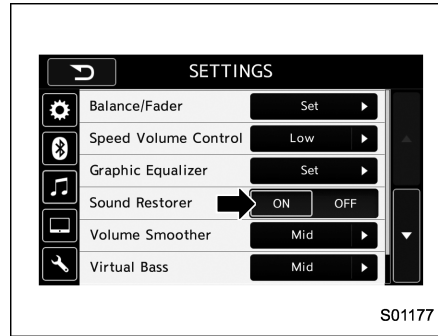 SETTINGS
Balance/Fader Set
Speed Volume Control Low
Graphic Equalizer Set
Sound Restorer ON OFF
Volume Smoother Mid
Virtual Bass Mid
S01177